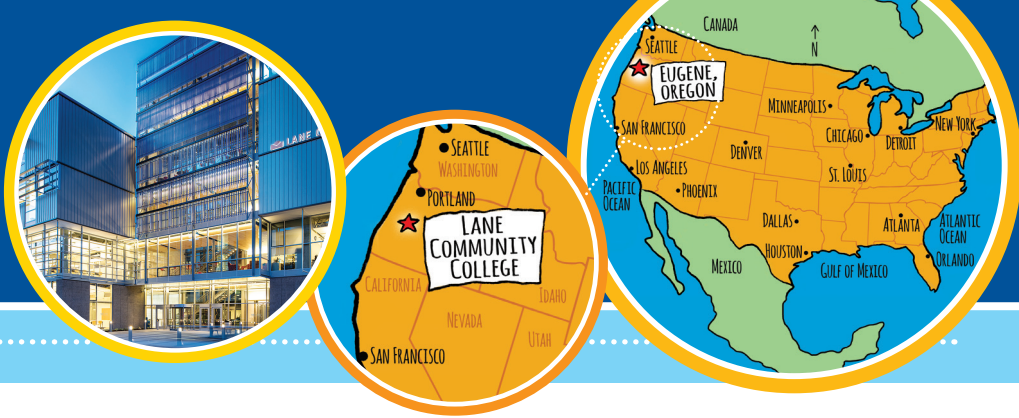 LANE
SEATTLE
WASHINGTON
PORTLAND
LANE
COMMUNITY
COLLEGE
CALIFORNIA
IDAHO
NEVADA
UTAH
SAN FRANCISCO
CANADA
N
SEATTLE
EUGENE,
OREGON
MINNEAPOLIS
NEW YORK
SAN FRANCISCO
CHICAGO
DETROIT
DENVER
LOS ANGELES
ST. LOUIS
PACIFIC
OCEAN
PHOENIX
DALLAS
ATLANTA
ATLANTIC
OCEAN
HOUSTON
ORLANDO
MEXICO
GULF OF MEXICO